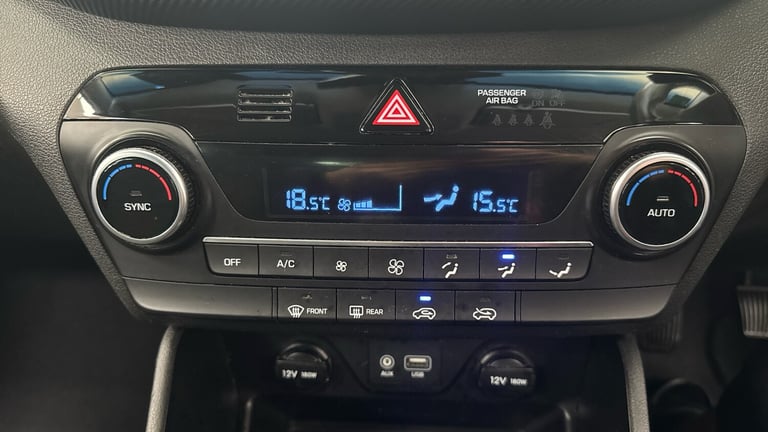 PASSENGER
AIR BAG
ON OFF
SYNC
18.5°C
15.5°C
AUTO
OFF
A/C
FRONT
REAR
12V 180W
AUX
USB
12V 180W